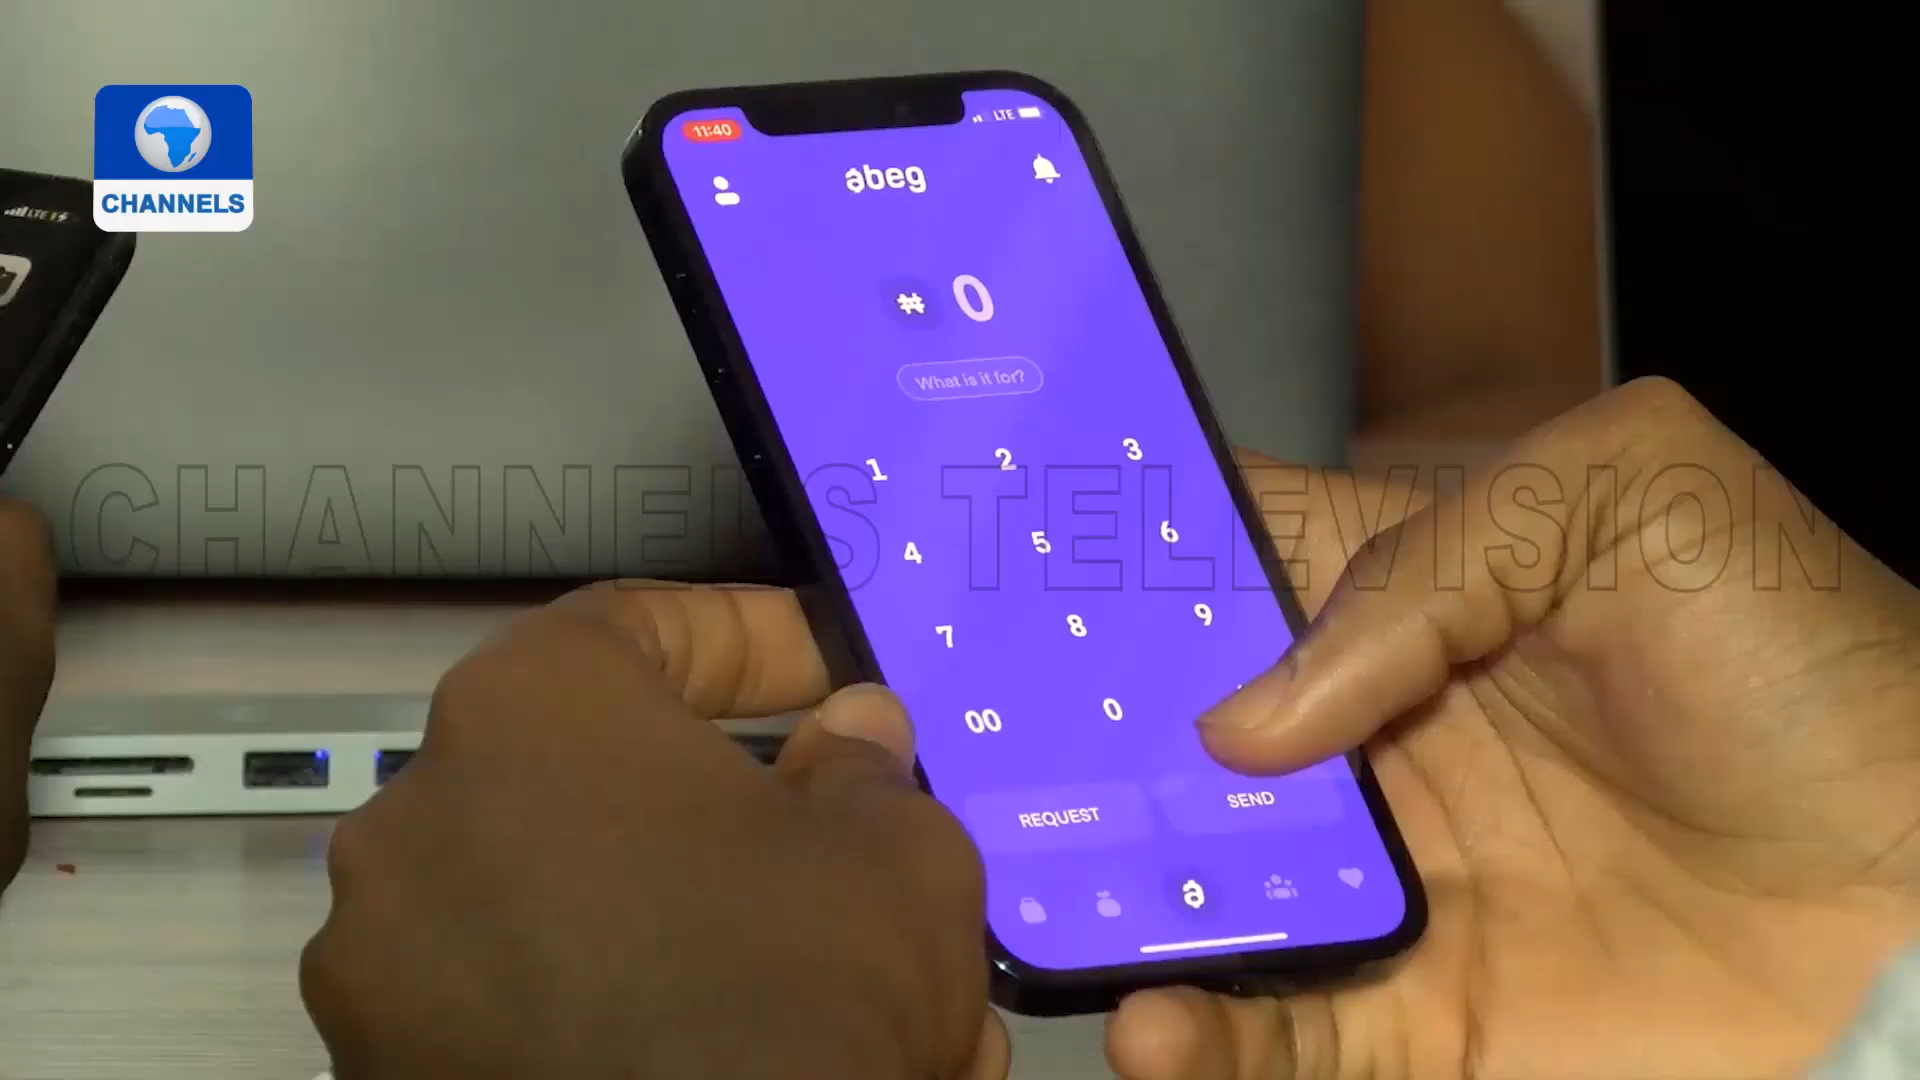 CHANNELS
LTE
11:40
LTE
abeg
₦ 0
What is it for?
1 2 3
4 5 6
7 8 9
00 0
REQUEST SEND
CHANNELS TELEVISION